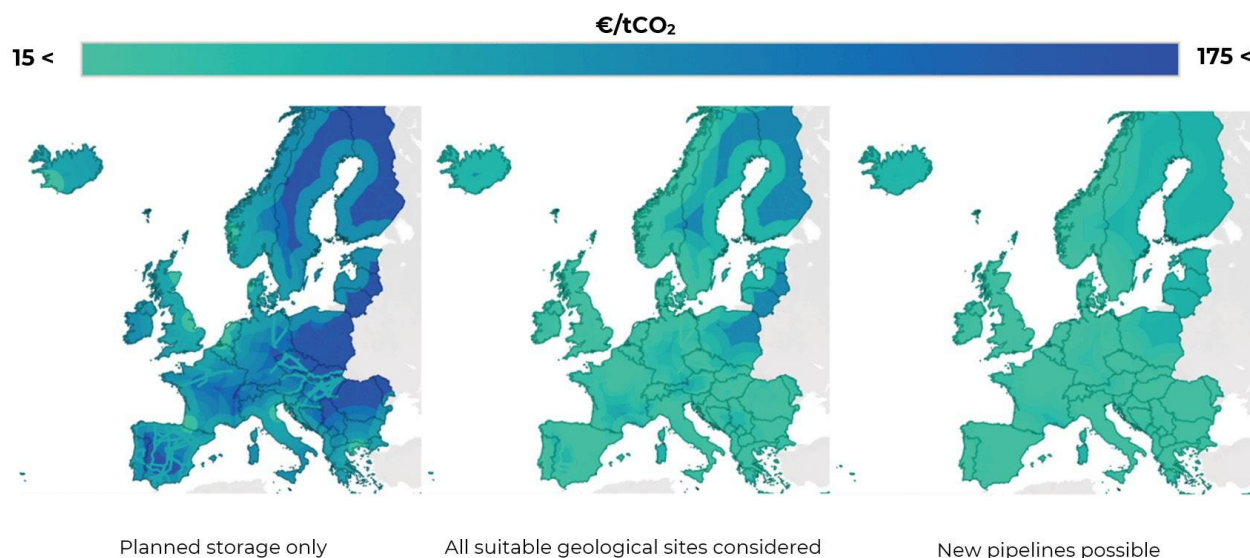 €/tCO₂
15 <
175 <
Planned storage only
All suitable geological sites considered
New pipelines possible